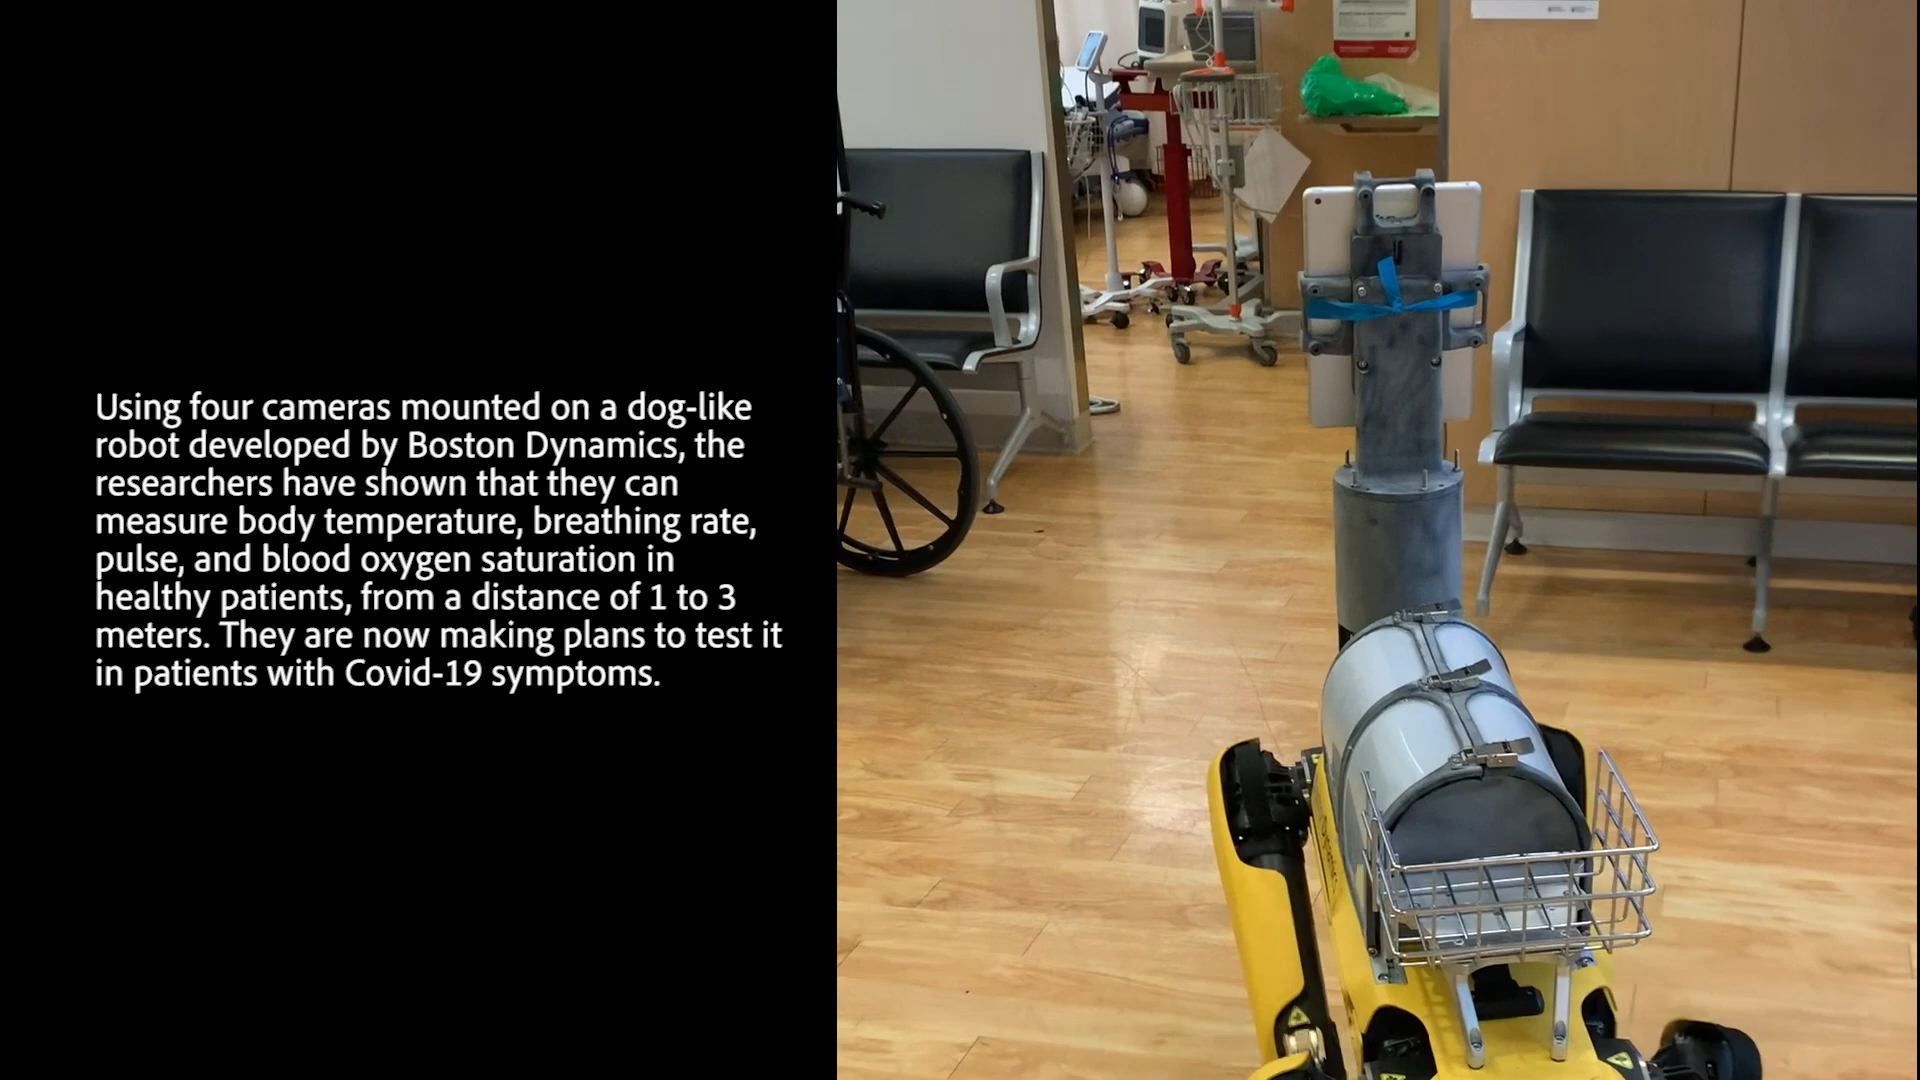 Using four cameras mounted on a dog-like
robot developed by Boston Dynamics, the
researchers have shown that they can
measure body temperature, breathing rate,
pulse, and blood oxygen saturation in
healthy patients, from a distance of 1 to 3
meters. They are now making plans to test it
in patients with Covid-19 symptoms.